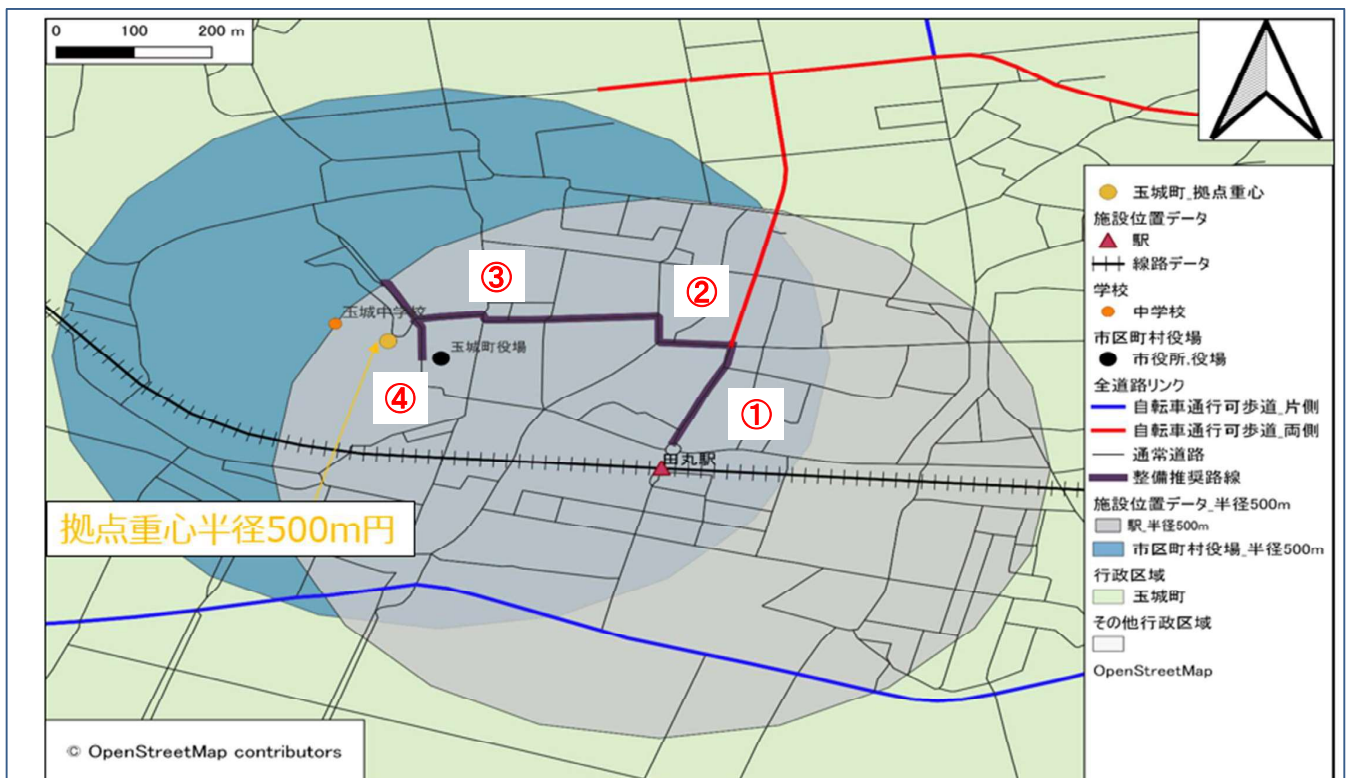 0 100 200 m
③
②
玉城中学校
玉城町役場
④
①
田丸駅
拠点重心半径500m円
© OpenStreetMap contributors
玉城町_拠点重心
施設位置データ
駅
線路データ
学校
中学校
市区町村役場
市役所,役場
全道路リンク
自転車通行可歩道_片側
自転車通行可歩道_両側
通常道路
整備推奨路線
施設位置データ_半径500m
駅_半径500m
市区町村役場_半径500m
行政区域
玉城町
その他行政区域
OpenStreetMap